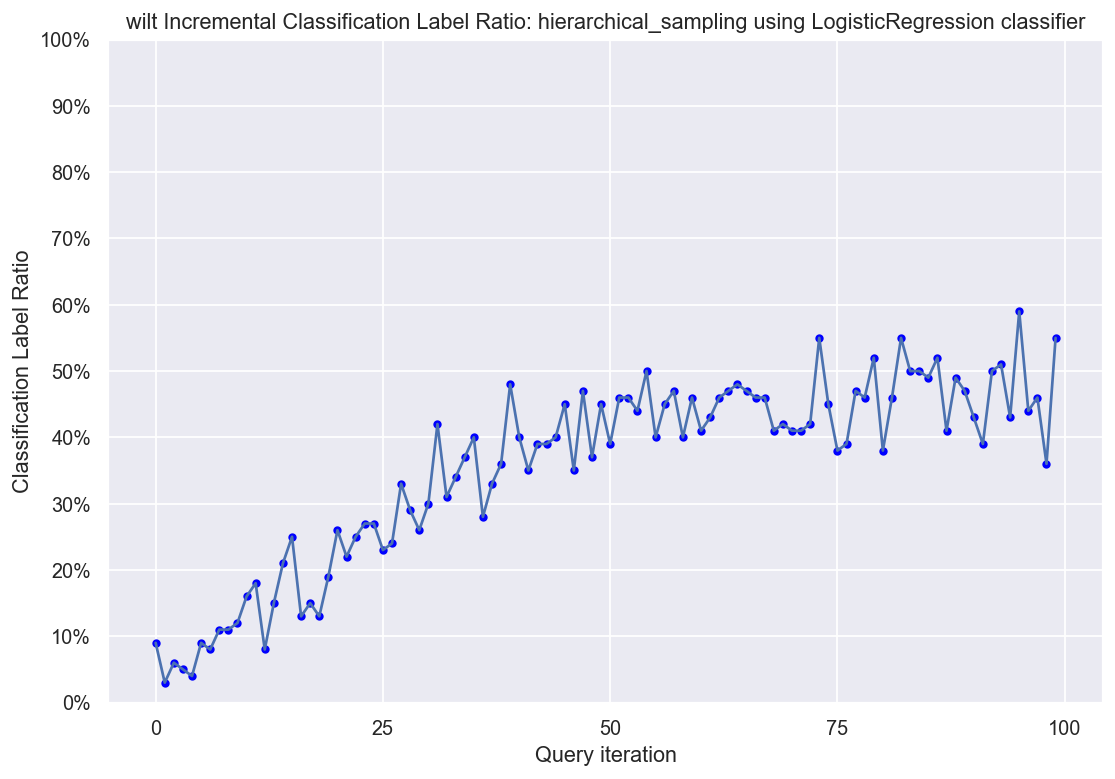 wilt Incremental Classification Label Ratio: hierarchical_sampling using LogisticRegression classifier
100%
90%
80%
70%
60%
50%
40%
30%
20%
10%
0%
Classification Label Ratio
0 25 50 75 100
Query iteration